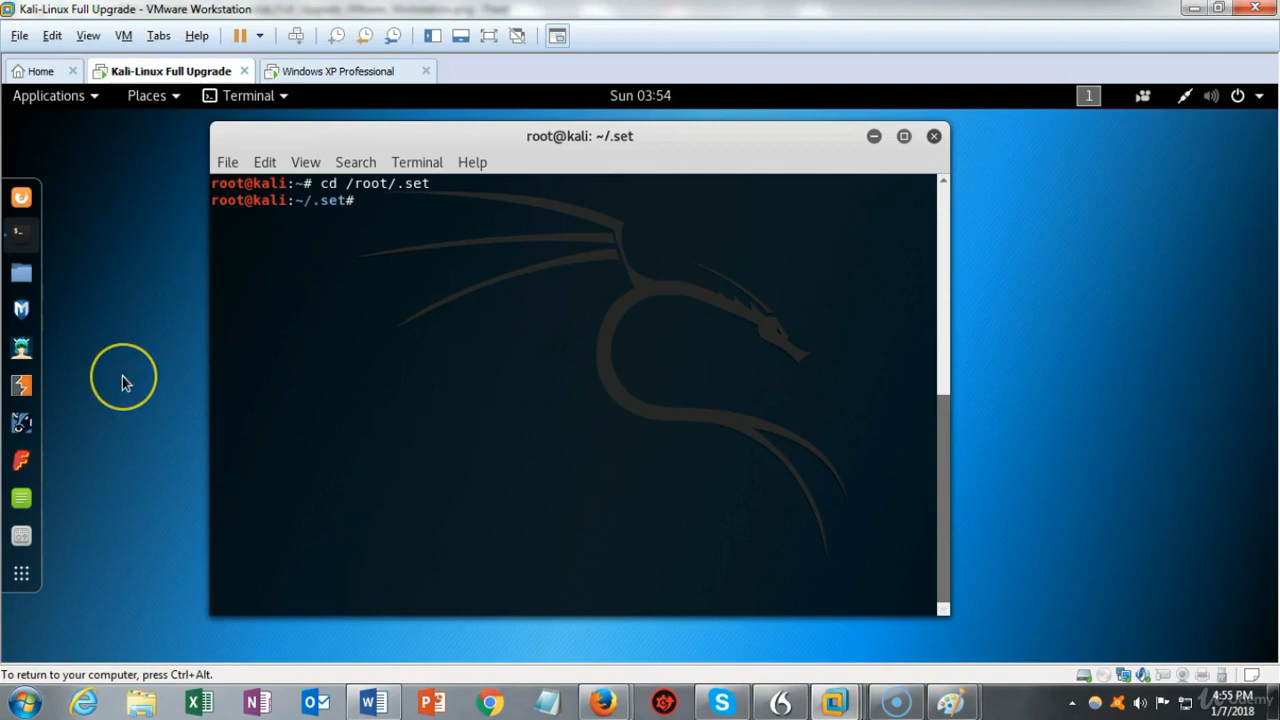 Kali-Linux Full Upgrade - VMware Workstation
File Edit View VM Tabs Help
Home Kali-Linux Full Upgrade Windows XP Professional
Applications Places Terminal Sun 03:54 1
root@kali: ~/.set
File Edit View Search Terminal Help
root@kali:~# cd /root/.set
root@kali:~/.set#
To return to your computer, press Ctrl+Alt.
4:55 PM
1/7/2018
Udemy